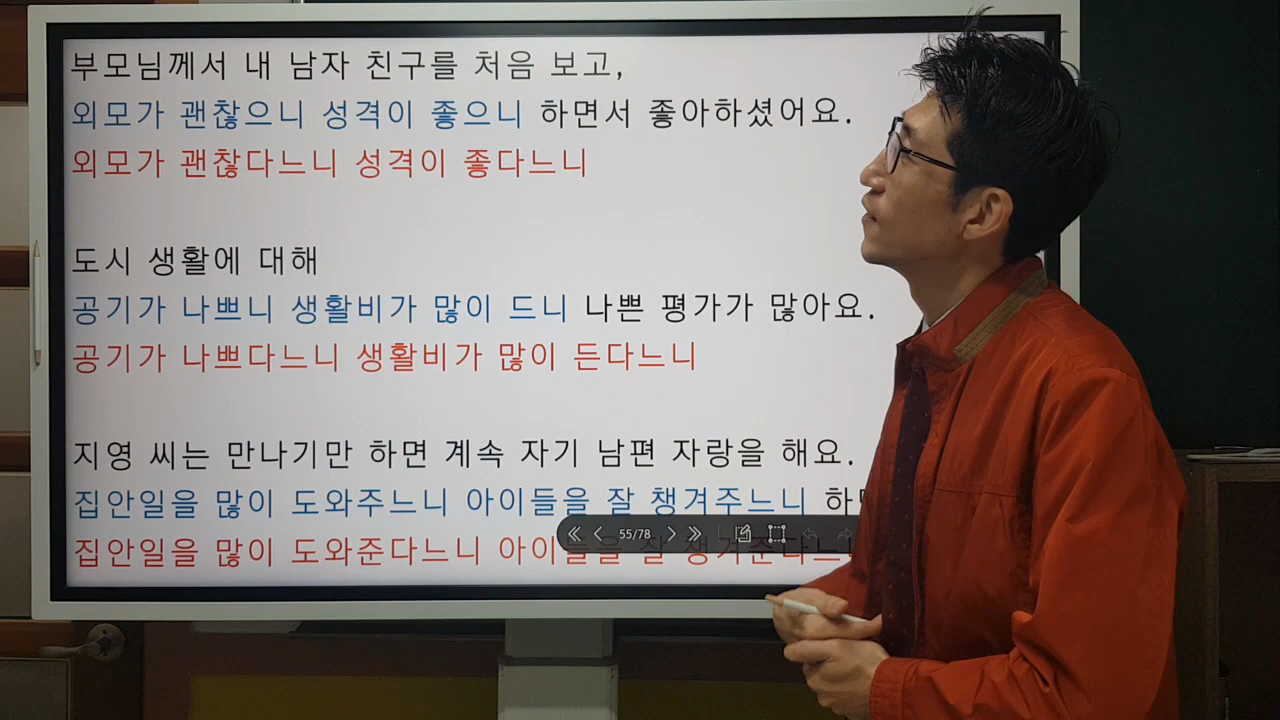 부모님께서 내 남자 친구를 처음 보고,
외모가 괜찮으니 성격이 좋으니 하면서 좋아하셨어요.
외모가 괜찮다느니 성격이 좋다느니
도시 생활에 대해
공기가 나쁘니 생활비가 많이 드니 나쁜 평가가 많아요.
공기가 나쁘다느니 생활비가 많이 든다느니
지영 씨는 만나기만 하면 계속 자기 남편 자랑을 해요.
집안일을 많이 도와주느니 아이들을 잘 챙겨주느니
집안일을 많이 도와준다느니 아이들을 잘
55/78